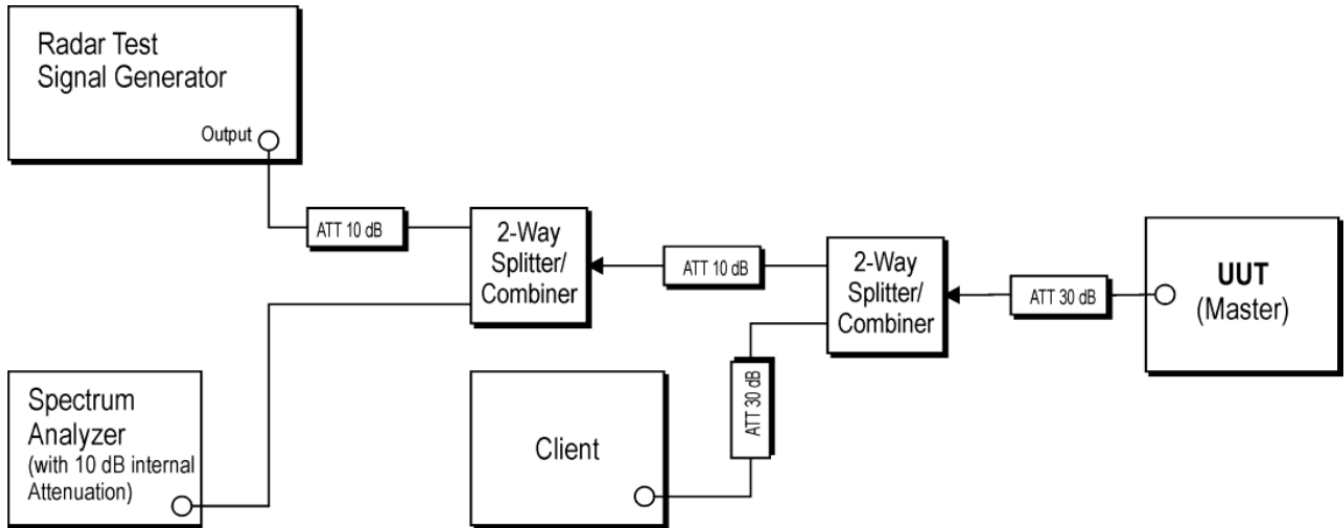 Radar Test
Signal Generator
Output
ATT 10 dB
2-Way
Splitter/
Combiner
ATT 10 dB
2-Way
Splitter/
Combiner
ATT 30 dB
UUT
(Master)
Spectrum
Analyzer
(with 10 dB internal
Attenuation)
Client
ATT 30 dB